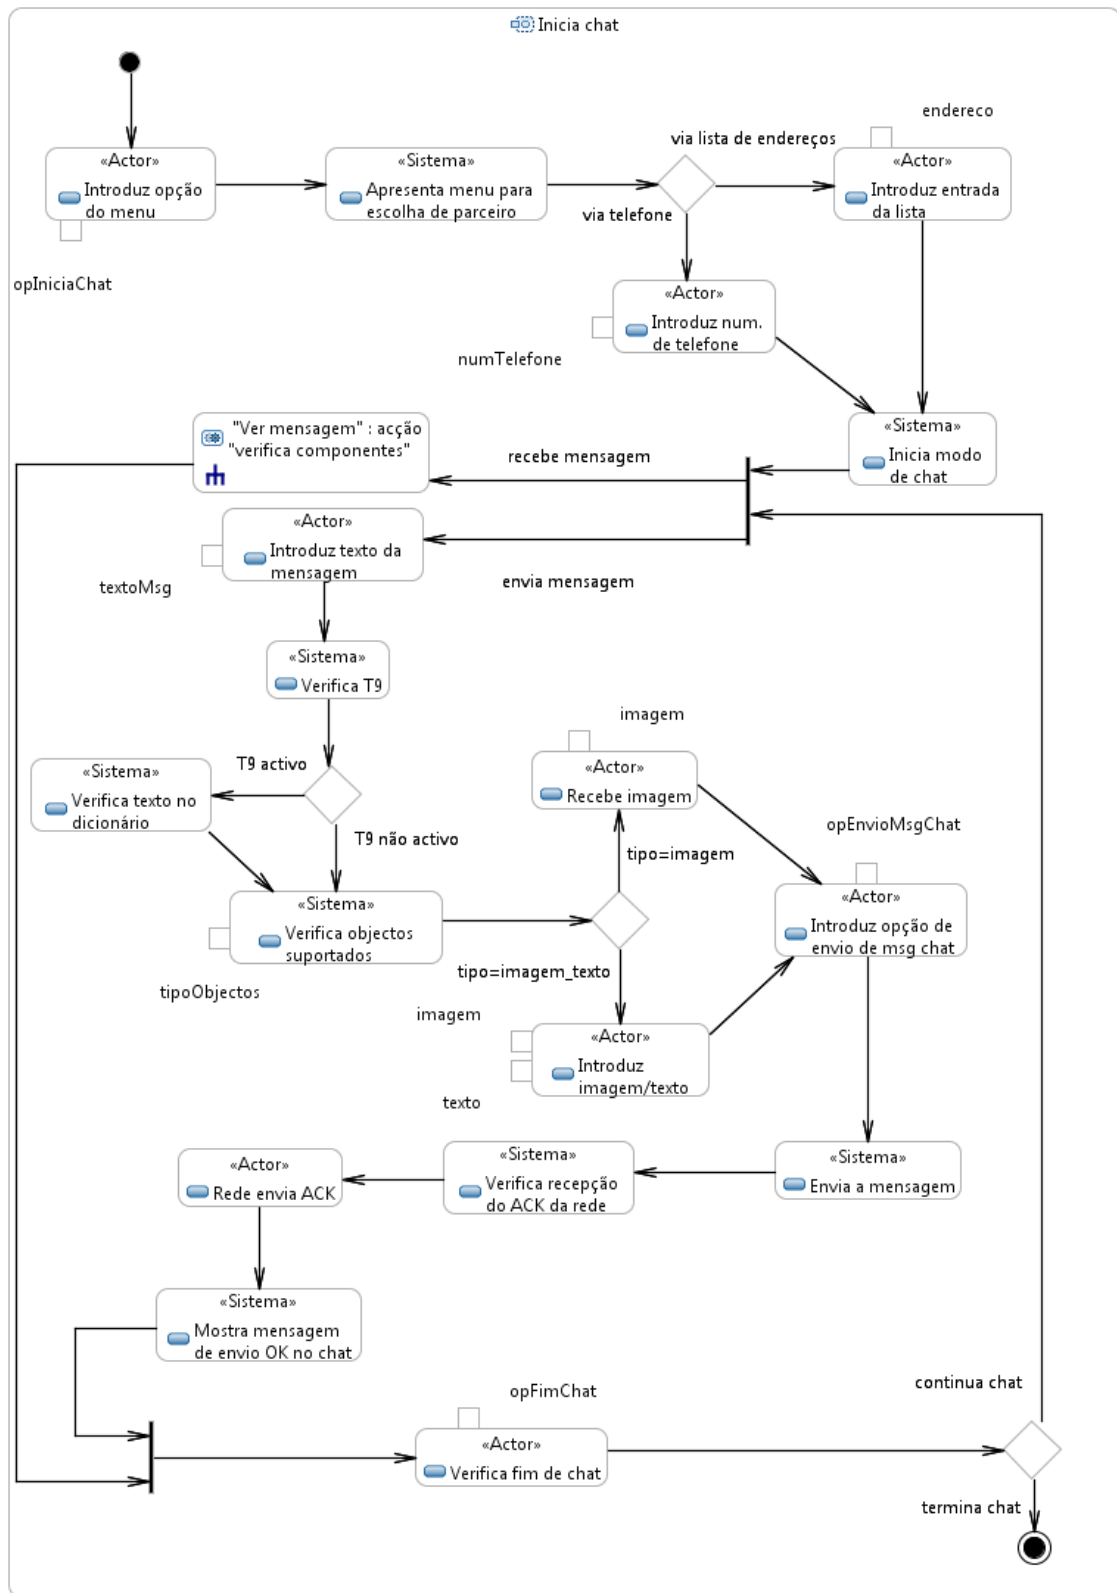 Inicia chat
endereco
via lista de endereços
«Actor»
Introduz opção
do menu
«Sistema»
Apresenta menu para
escolha de parceiro
«Actor»
Introduz entrada
da lista
via telefone
opIniciaChat
«Actor»
Introduz num.
de telefone
numTelefone
"Ver mensagem" : acção
"verifica componentes"
recebe mensagem
«Sistema»
Inicia modo
de chat
«Actor»
Introduz texto da
mensagem
textoMsg
envia mensagem
«Sistema»
Verifica T9
imagem
T9 activo
«Sistema»
Verifica texto no
dicionário
«Actor»
Recebe imagem
T9 não activo
tipo=imagem
opEnvioMsgChat
«Sistema»
Verifica objectos
suportados
«Actor»
Introduz opção de
envio de msg chat
tipoObjectos
tipo=imagem_texto
imagem
«Actor»
Introduz
imagem/texto
texto
«Actor»
Rede envia ACK
«Sistema»
Verifica recepção
do ACK da rede
«Sistema»
Envia a mensagem
«Sistema»
Mostra mensagem
de envio OK no chat
opFimChat
continua chat
«Actor»
Verifica fim de chat
termina chat